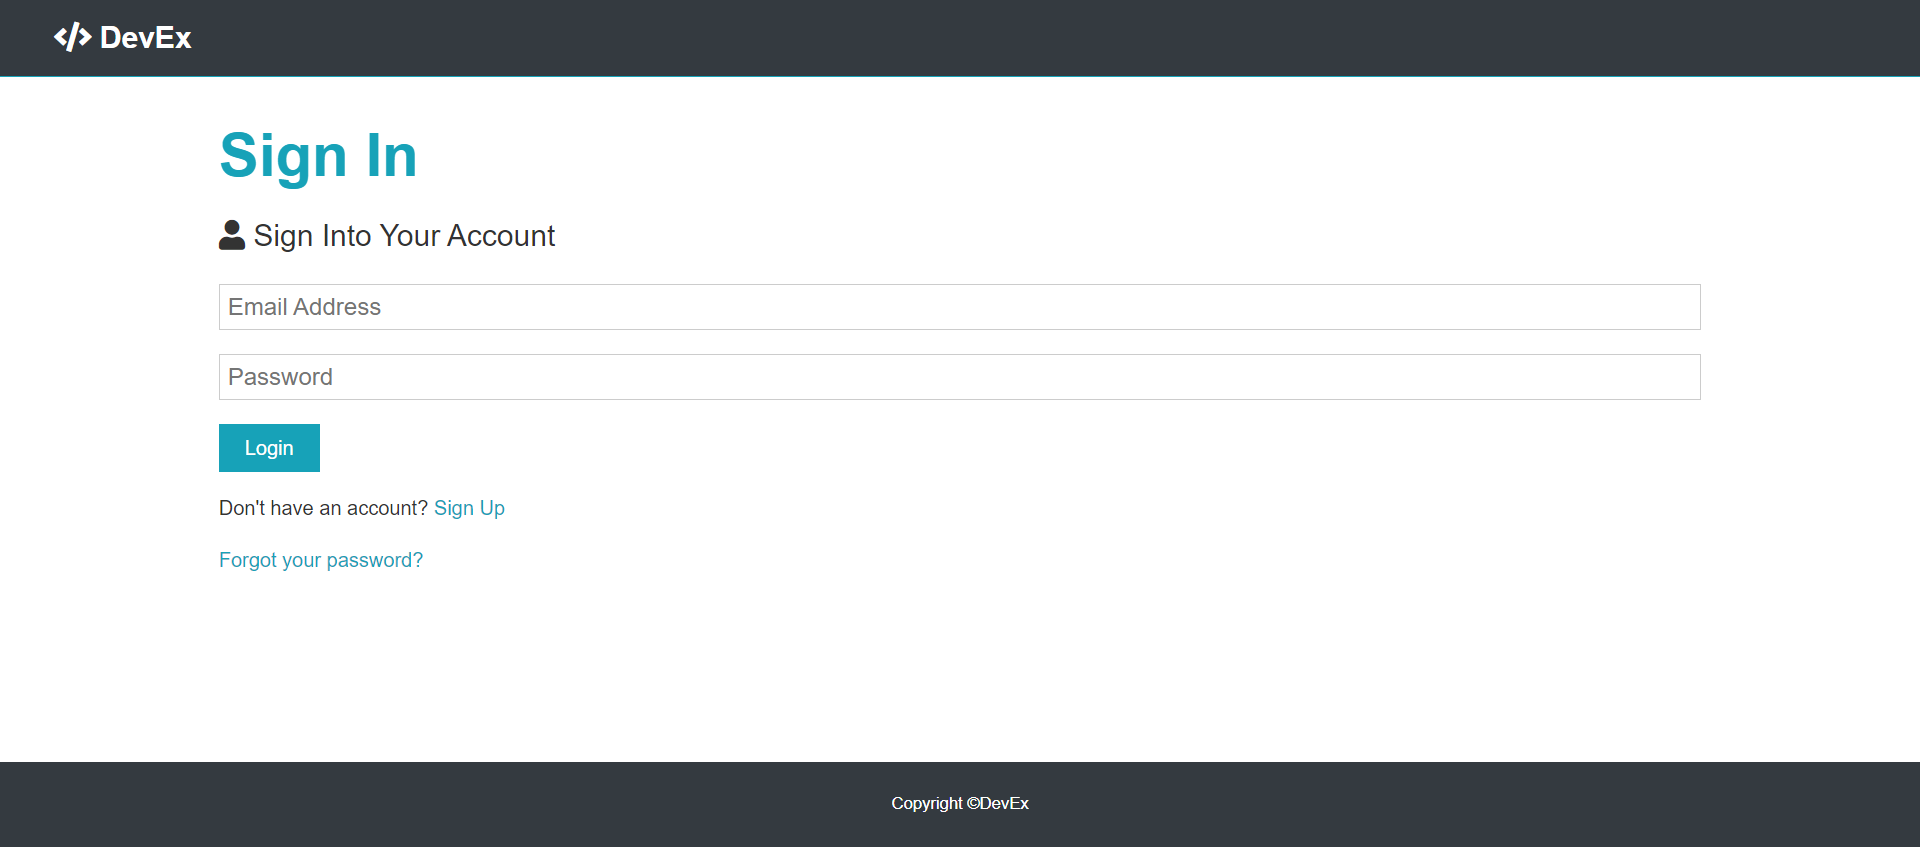 DevEx
Sign In
Sign Into Your Account
Email Address
Password
Login
Don't have an account? Sign Up
Forgot your password?
Copyright ©DevEx